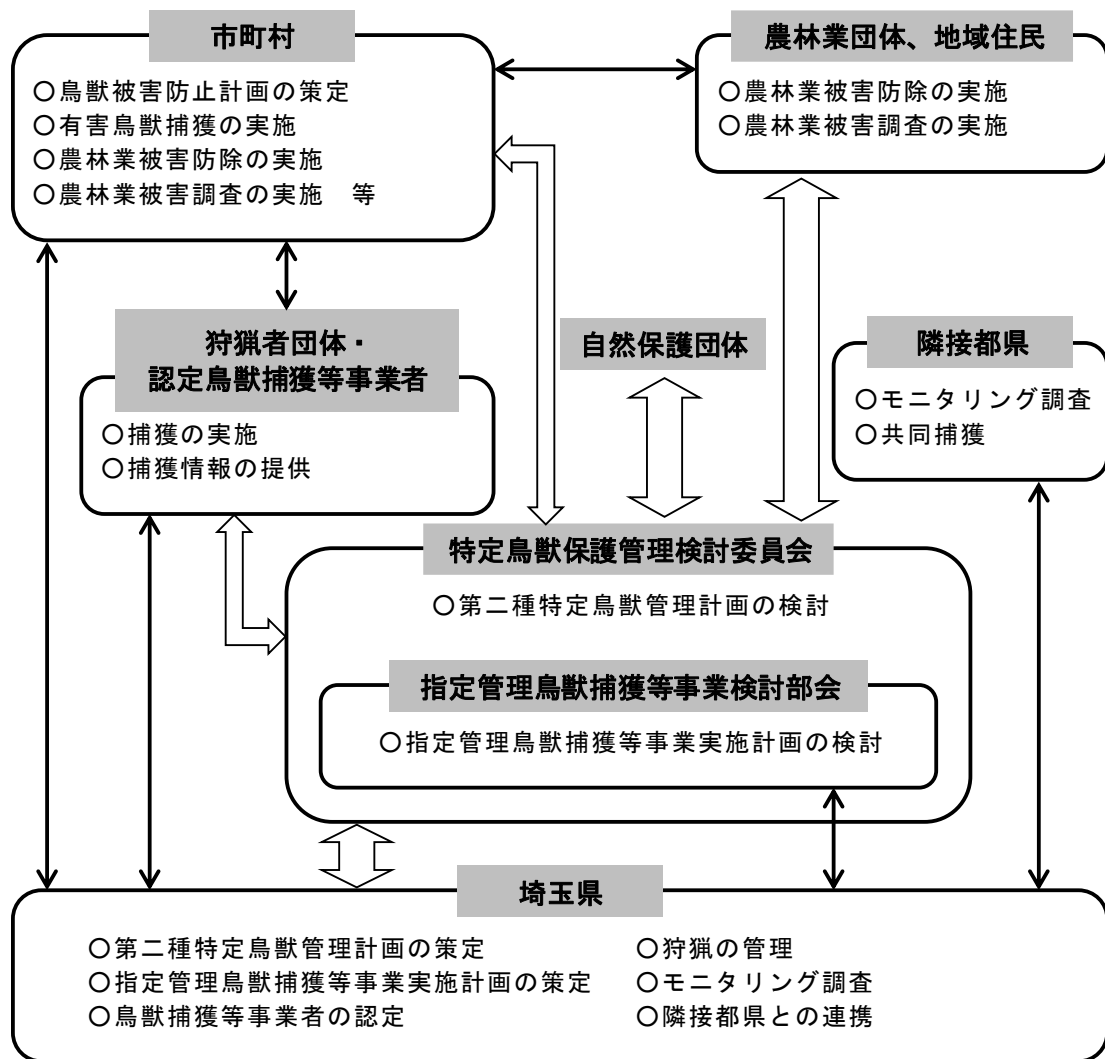 市町村
○鳥獣被害防止計画の策定
○有害鳥獣捕獲の実施
○農林業被害防除の実施
○農林業被害調査の実施　等
農林業団体、地域住民
○農林業被害防除の実施
○農林業被害調査の実施
狩猟者団体・
認定鳥獣捕獲等事業者
○捕獲の実施
○捕獲情報の提供
自然保護団体
隣接都県
○モニタリング調査
○共同捕獲
特定鳥獣保護管理検討委員会
○第二種特定鳥獣管理計画の検討
指定管理鳥獣捕獲等事業検討部会
○指定管理鳥獣捕獲等事業実施計画の検討
埼玉県
○第二種特定鳥獣管理計画の策定
○指定管理鳥獣捕獲等事業実施計画の策定
○鳥獣捕獲等事業者の認定
○狩猟の管理
○モニタリング調査
○隣接都県との連携